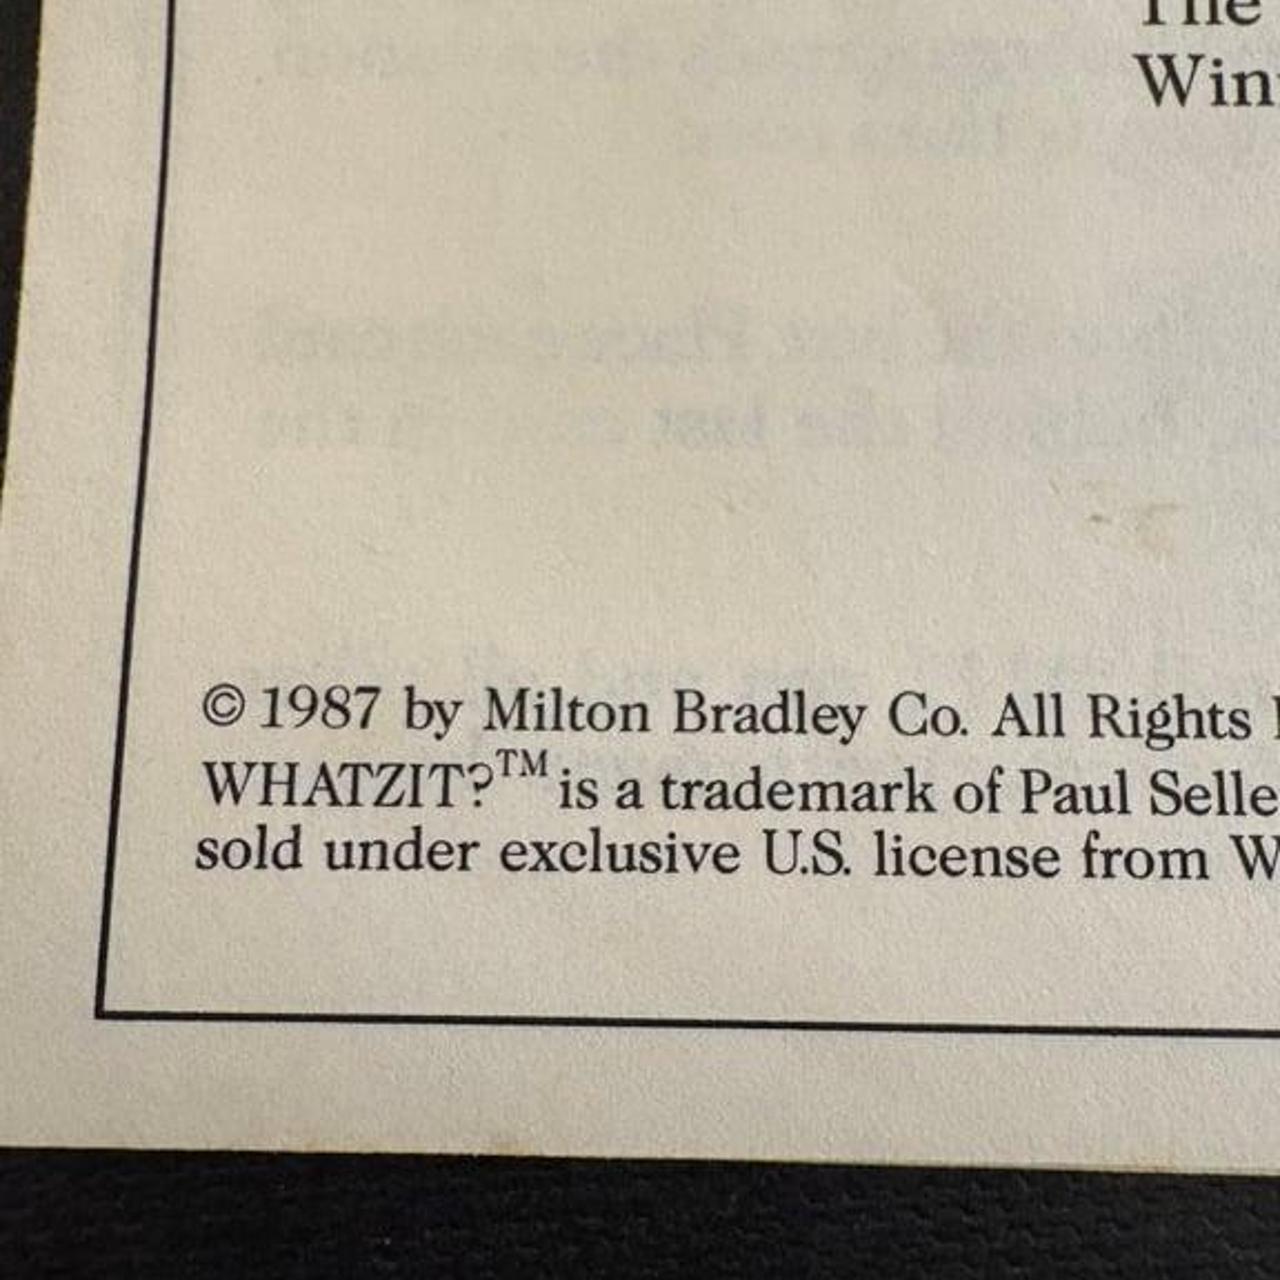 The
Win
© 1987 by Milton Bradley Co. All Rights
WHATZIT?™ is a trademark of Paul Selle
sold under exclusive U.S. license from W